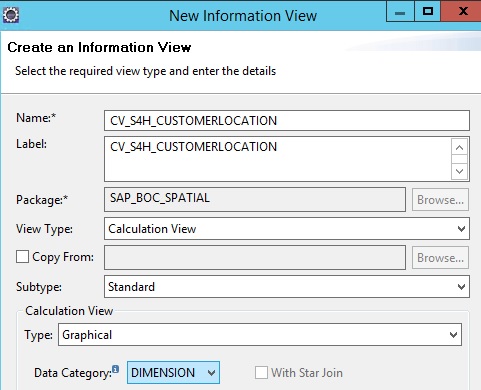 New Information View
Create an Information View
Select the required view type and enter the details
Name:* CV_S4H_CUSTOMERLOCATION
Label: CV_S4H_CUSTOMERLOCATION
Package:* SAP_BOC_SPATIAL Browse...
View Type: Calculation View
Copy From: Browse...
Subtype: Standard
Calculation View
Type: Graphical
Data Category: DIMENSION With Star Join